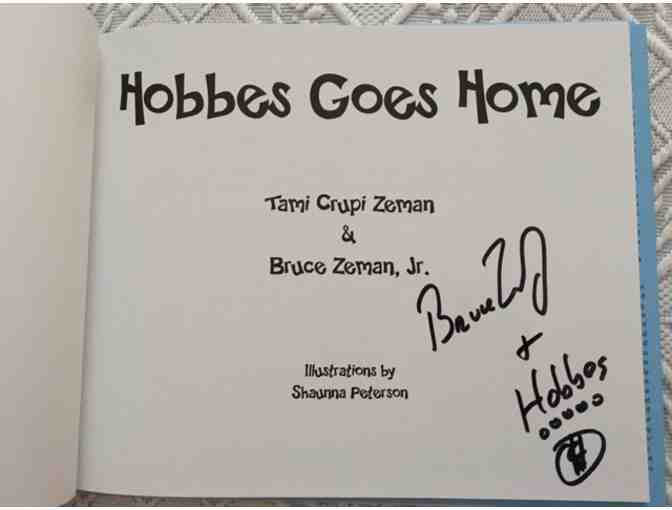 Hobbes Goes Home
Tami Crupi Zeman
&
Bruce Zeman, Jr.
Illustrations by
Shaunna Peterson
Bruce
+
Hobbes